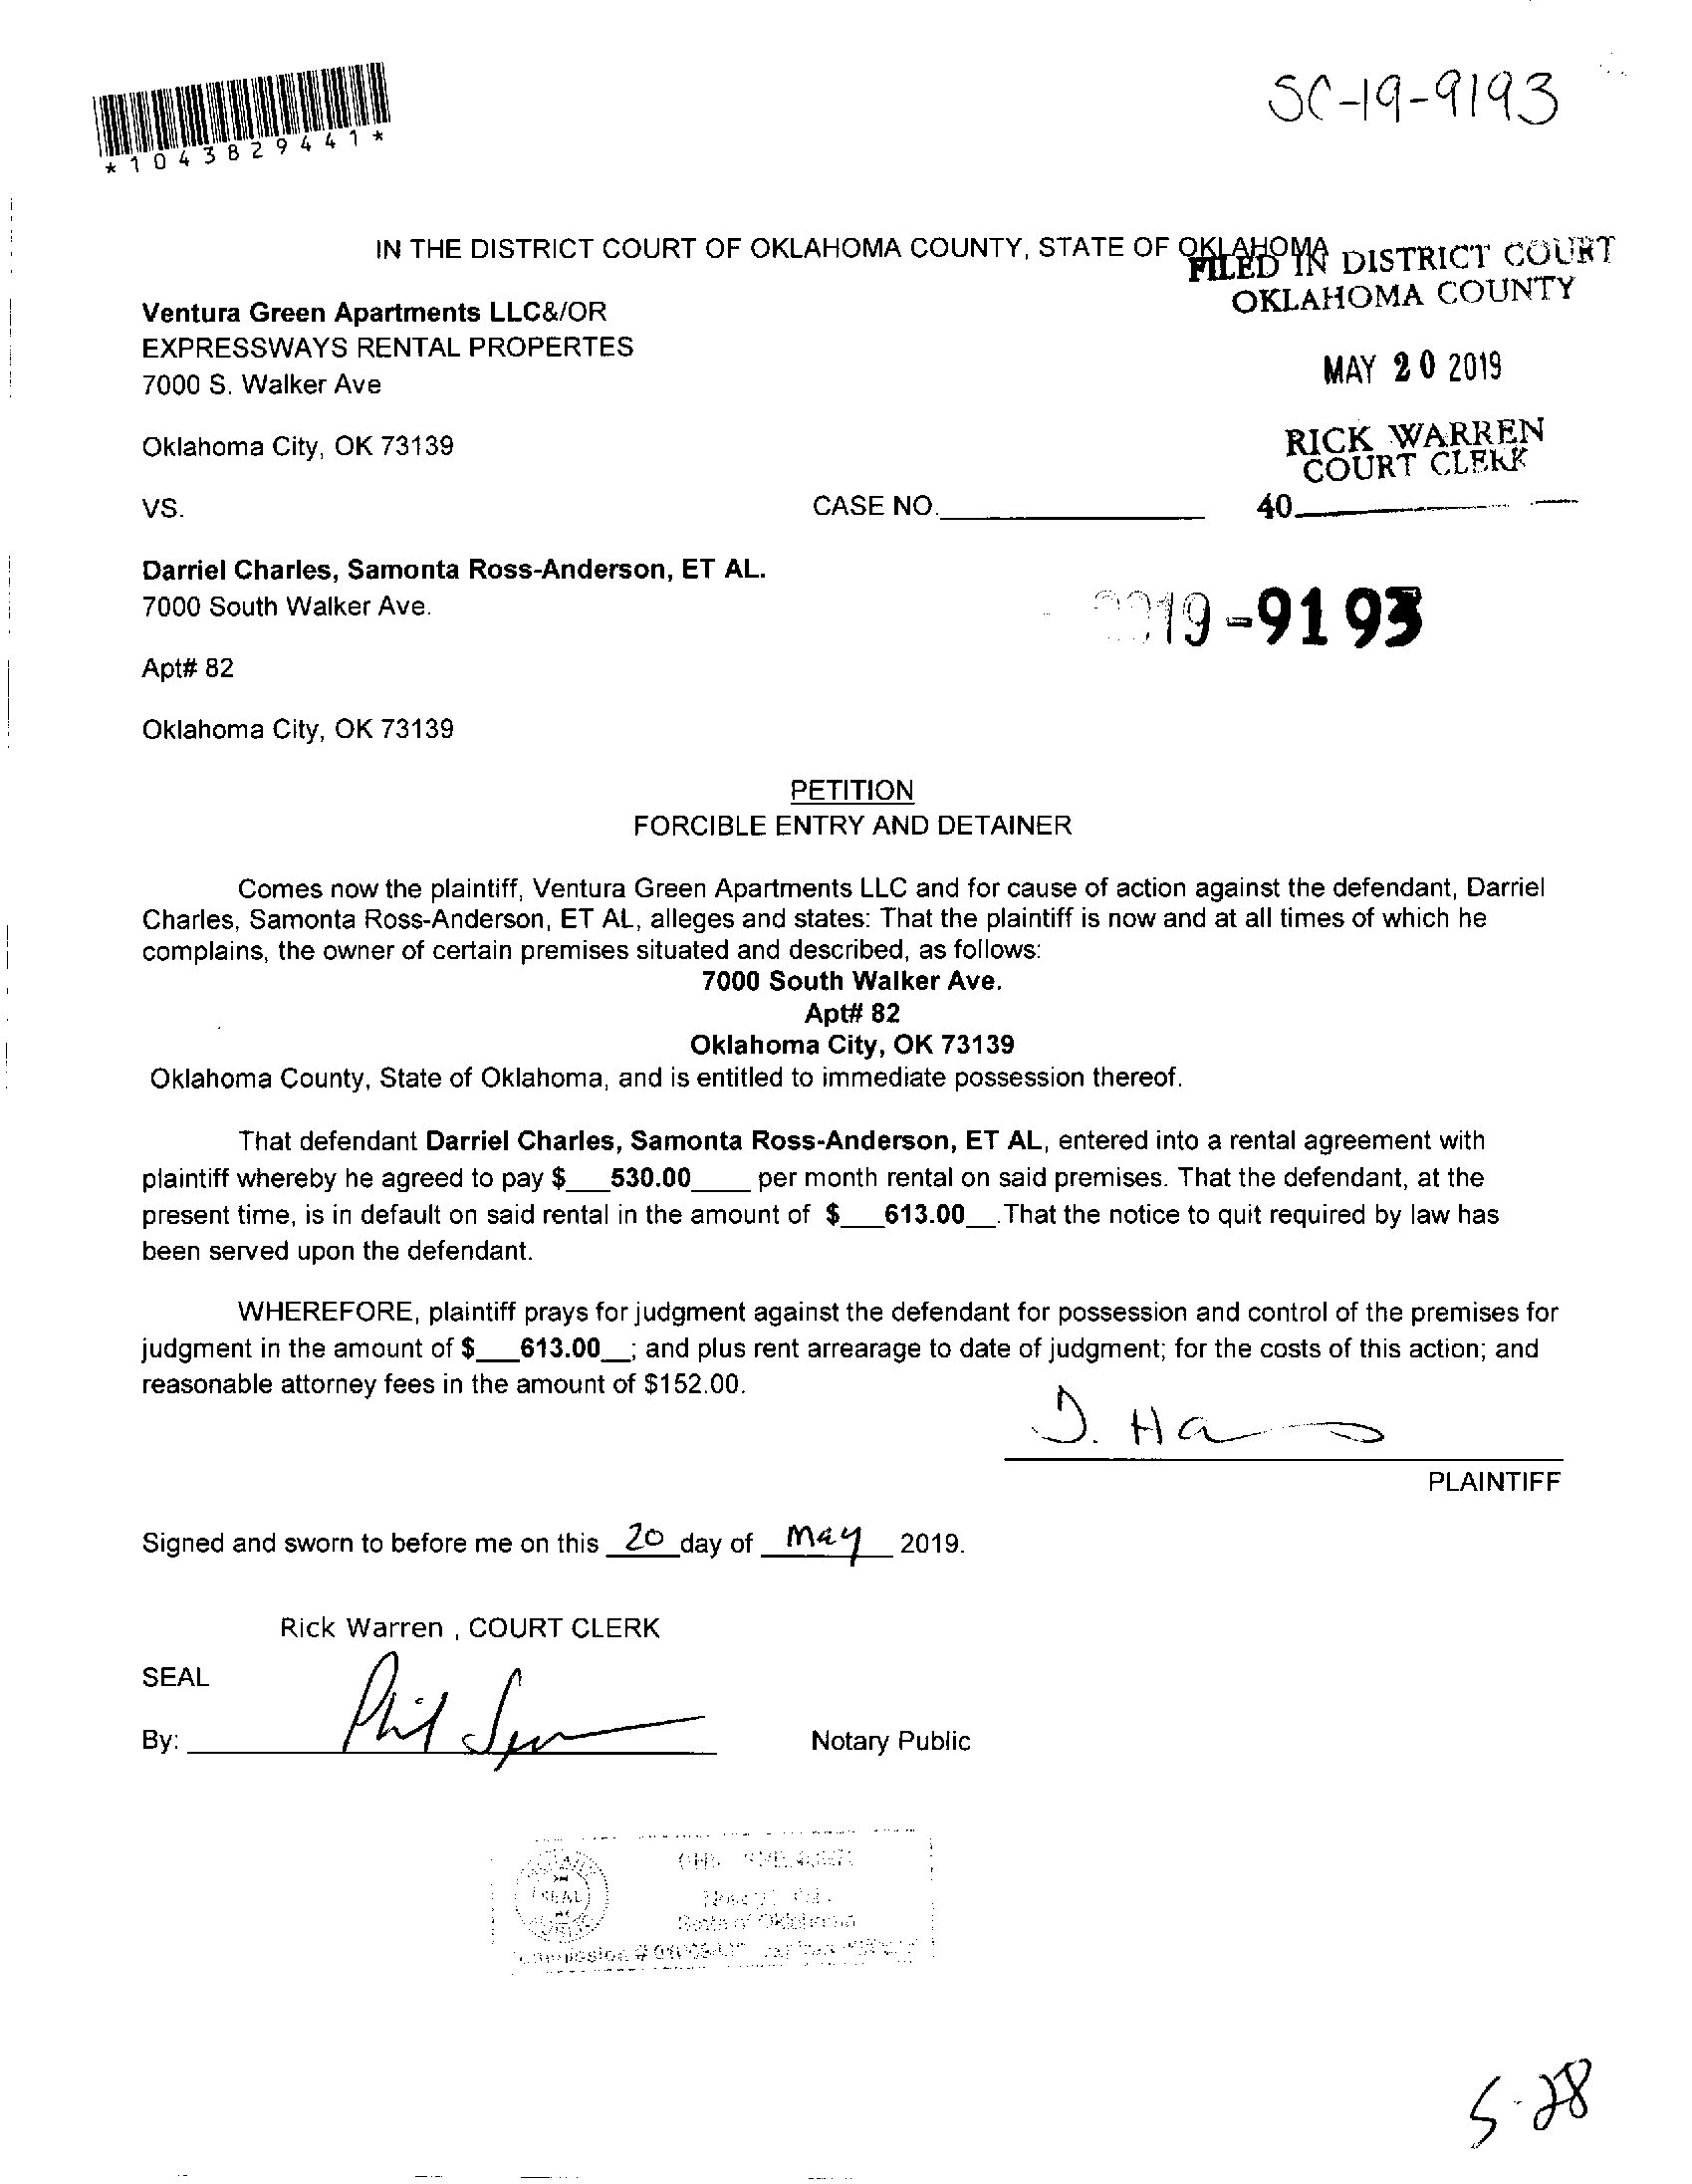 SC-19-9193
*1043829441*
IN THE DISTRICT COURT OF OKLAHOMA COUNTY, STATE OF OKLAHOMA
FILED IN DISTRICT COURT
OKLAHOMA COUNTY
Ventura Green Apartments LLC&/OR
EXPRESSWAYS RENTAL PROPERTES
7000 S. Walker Ave
MAY 20 2019
Oklahoma City, OK 73139
RICK WARREN
COURT CLERK
VS.
CASE NO.____________
40____________
Darriel Charles, Samonta Ross-Anderson, ET AL.
7000 South Walker Ave.
2019-9193
Apt# 82
Oklahoma City, OK 73139
PETITION
FORCIBLE ENTRY AND DETAINER
Comes now the plaintiff, Ventura Green Apartments LLC and for cause of action against the defendant, Darriel
Charles, Samonta Ross-Anderson, ET AL, alleges and states: That the plaintiff is now and at all times of which he
complains, the owner of certain premises situated and described, as follows:
7000 South Walker Ave.
Apt# 82
Oklahoma City, OK 73139
Oklahoma County, State of Oklahoma, and is entitled to immediate possession thereof.
That defendant Darriel Charles, Samonta Ross-Anderson, ET AL, entered into a rental agreement with
plaintiff whereby he agreed to pay $___530.00____ per month rental on said premises. That the defendant, at the
present time, is in default on said rental in the amount of $___613.00__.That the notice to quit required by law has
been served upon the defendant.
WHEREFORE, plaintiff prays for judgment against the defendant for possession and control of the premises for
judgment in the amount of $___613.00__; and plus rent arrearage to date of judgment; for the costs of this action; and
reasonable attorney fees in the amount of $152.00.
PLAINTIFF
Signed and sworn to before me on this 20 day of May 2019.
Rick Warren , COURT CLERK
SEAL
By:
Notary Public
SEAL
State of Oklahoma
5-28